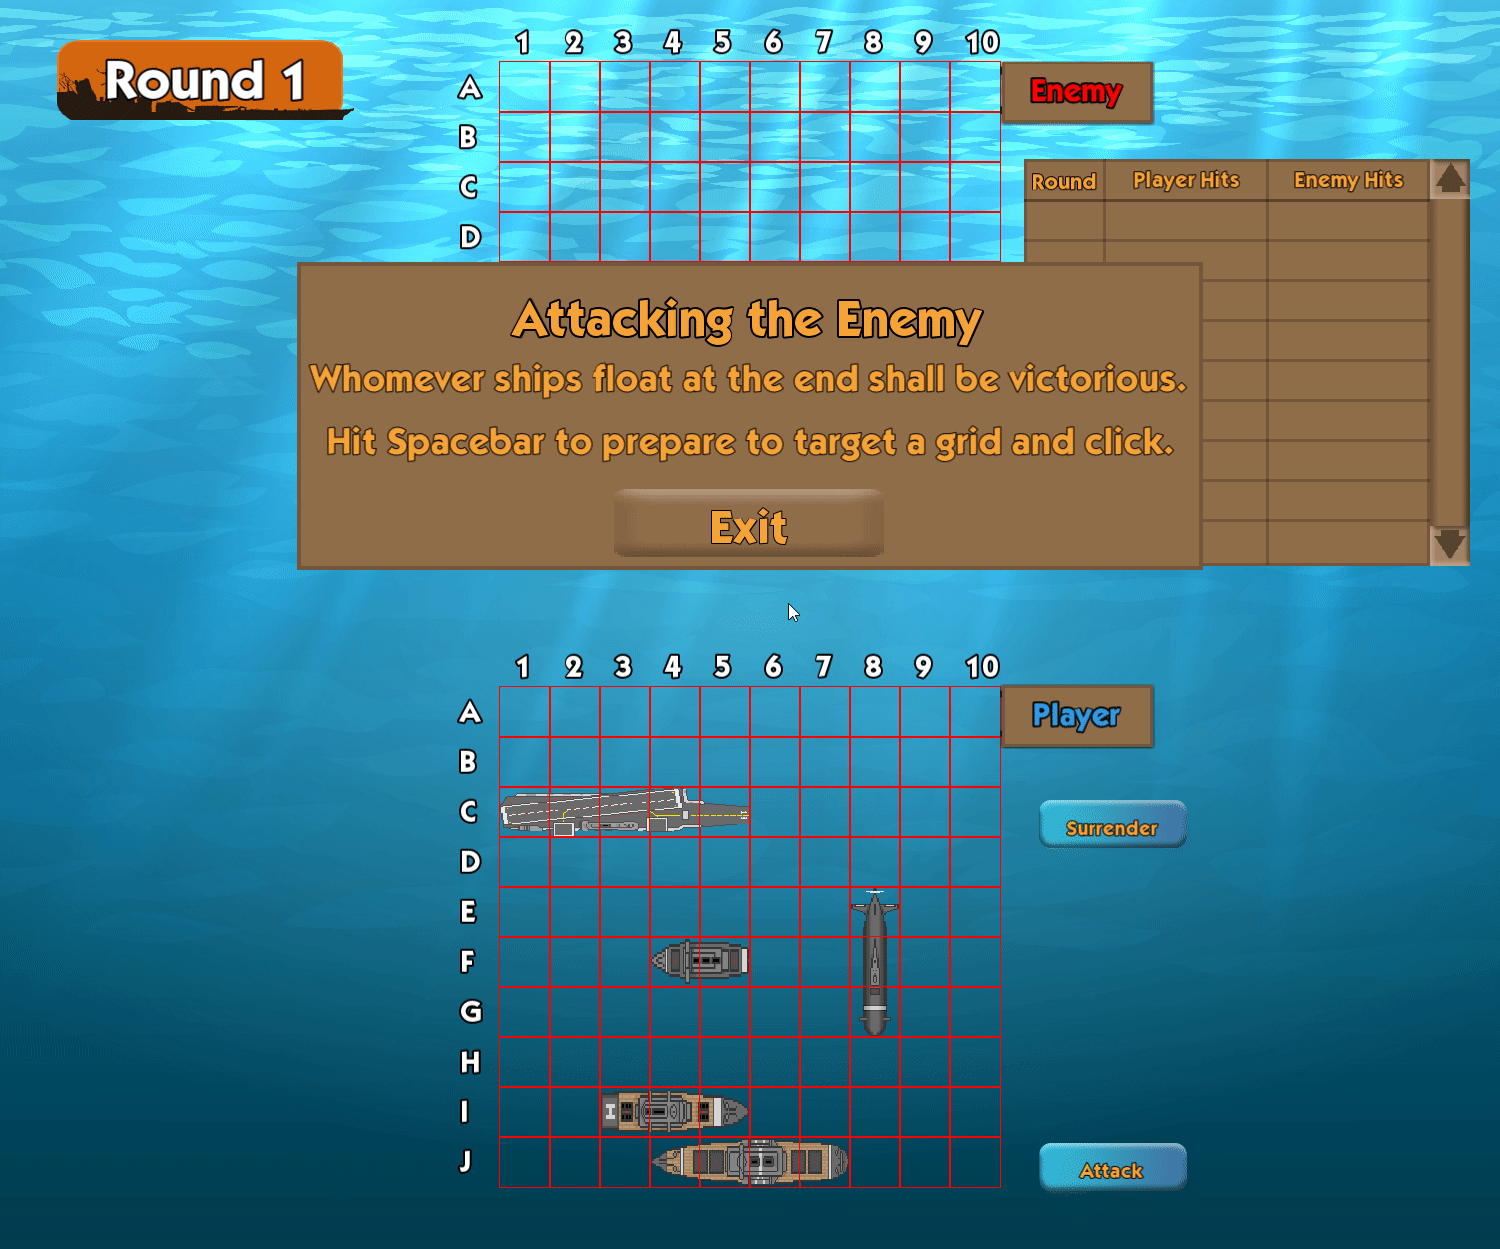 Round 1
1 2 3 4 5 6 7 8 9 10
A
B
C
D
Enemy
Round Player Hits Enemy Hits
Attacking the Enemy
Whomever ships float at the end shall be victorious.
Hit Spacebar to prepare to target a grid and click.
Exit
1 2 3 4 5 6 7 8 9 10
A
B
C
D
E
F
G
H
I
J
Player
Surrender
Attack